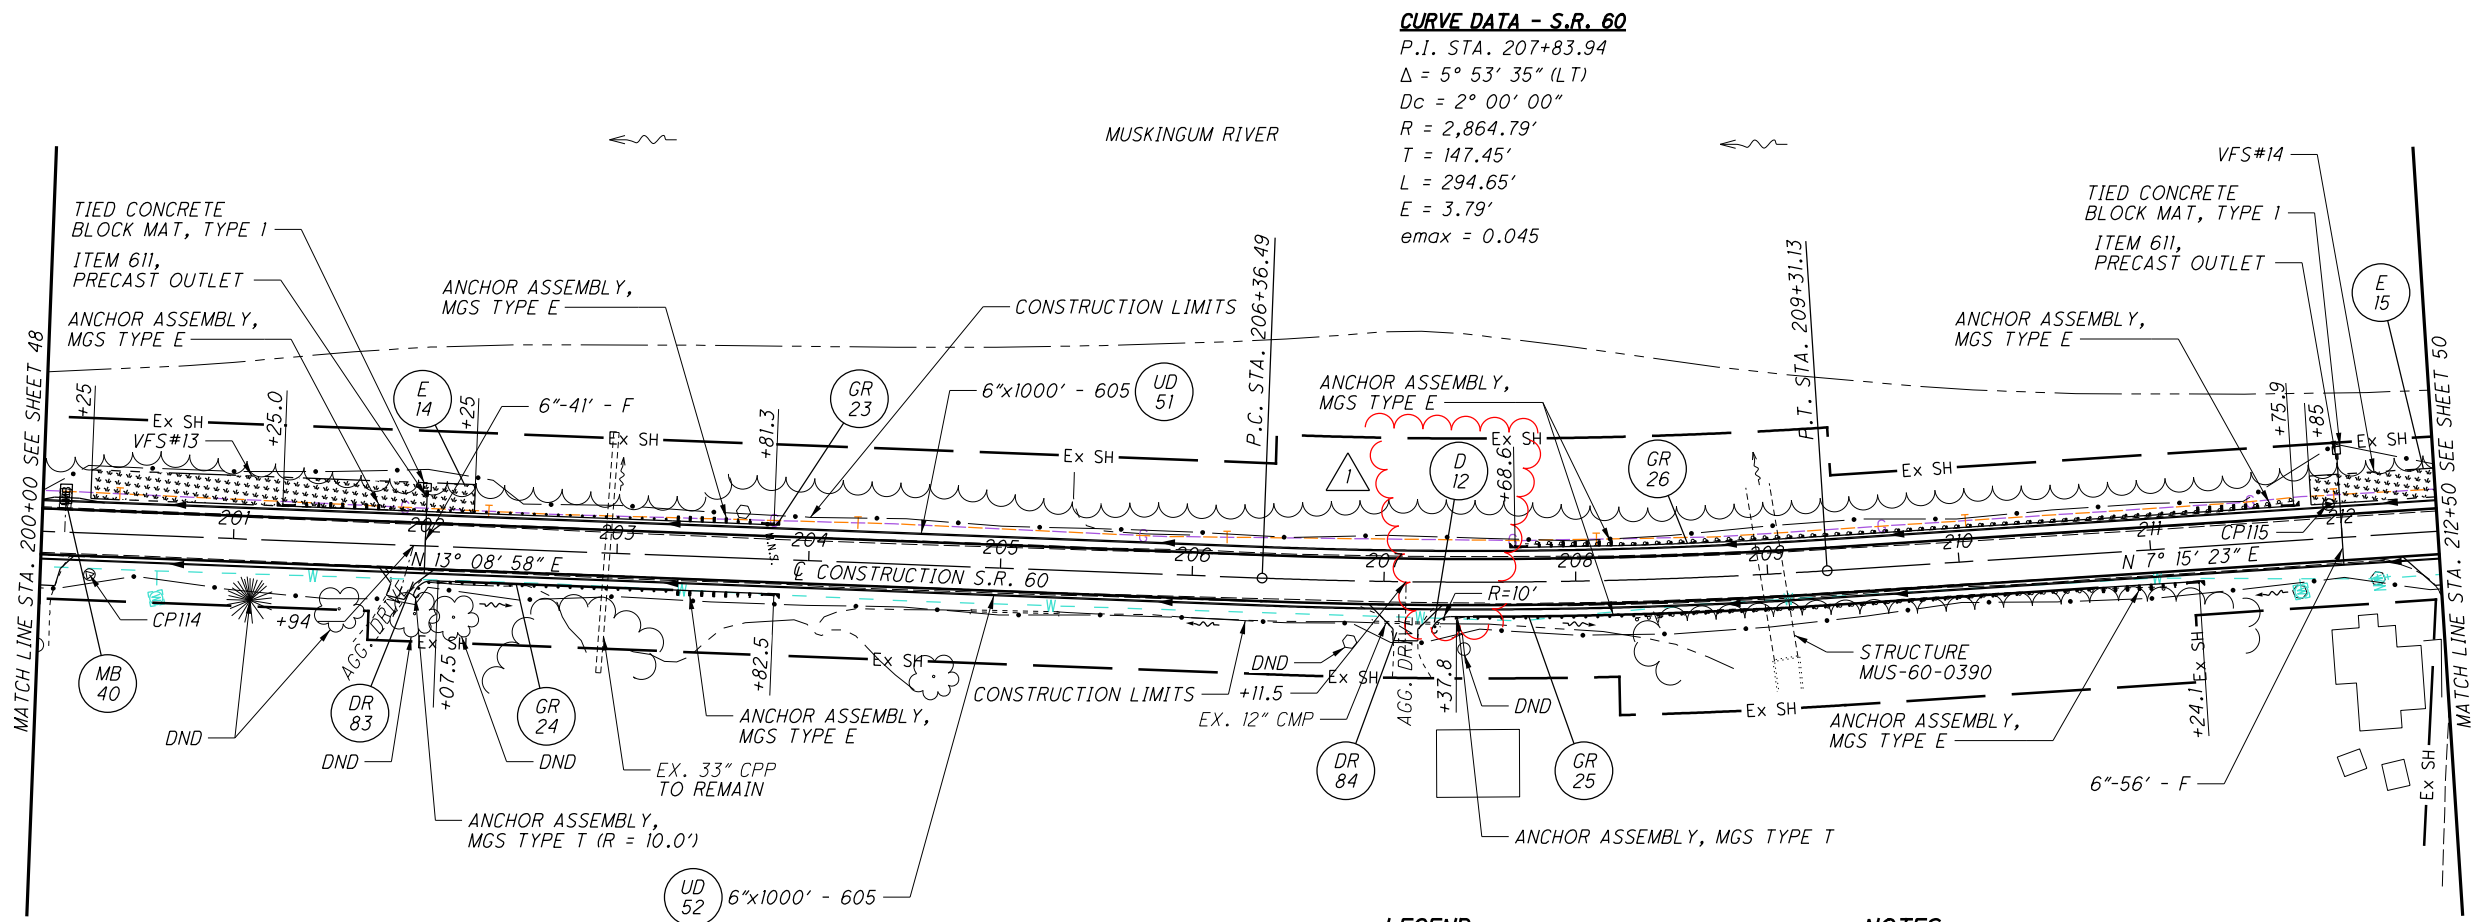 CURVE DATA - S.R. 60
P.I. STA. 207+83.94
Δ = 5° 53' 35" (LT)
Dc = 2° 00' 00"
R = 2,864.79'
T = 147.45'
L = 294.65'
E = 3.79'
emax = 0.045
MUSKINGUM RIVER
MATCH LINE STA. 200+00 SEE SHEET 48
TIED CONCRETE
BLOCK MAT, TYPE 1
ITEM 611,
PRECAST OUTLET
ANCHOR ASSEMBLY,
MGS TYPE E
+25
Ex SH
VFS#13
+25.0
E
14
+25
6"-41' - F
ANCHOR ASSEMBLY,
MGS TYPE E
Ex SH
+81.3
GR
23
CONSTRUCTION LIMITS
6"x1000' - 605
UD
51
Ex SH
P.C. STA. 206+36.49
ANCHOR ASSEMBLY,
MGS TYPE E
1
D
12
Ex SH
+68.6
GR
26
P.T. STA. 209+31.13
Ex SH
ANCHOR ASSEMBLY,
MGS TYPE E
VFS#14
TIED CONCRETE
BLOCK MAT, TYPE 1
ITEM 611,
PRECAST OUTLET
E
15
+75.9
+85
Ex SH
CP115
MATCH LINE STA. 212+50 SEE SHEET 50
201
202
203
204
205
206
207
208
209
210
211
212
T
T
T
G
T
T
G
T
G
N 13° 08' 58" E
℄ CONSTRUCTION S.R. 60
N 7° 15' 23" E
W
W
W
W
W
R=10'
CP114
+94
MB
40
DND
AGG. DRIVE
DR
83
DND
Ex SH
+07.5
GR
24
DND
ANCHOR ASSEMBLY,
MGS TYPE T (R = 10.0')
EX. 33" CPP
TO REMAIN
+82.5
ANCHOR ASSEMBLY,
MGS TYPE E
Ex SH
UD
52
6"x1000' - 605
CONSTRUCTION LIMITS
DND
+11.5
EX. 12" CMP
Ex SH
DR
84
AGG. DRIVE
+37.8
DND
GR
25
ANCHOR ASSEMBLY, MGS TYPE T
STRUCTURE
MUS-60-0390
Ex SH
ANCHOR ASSEMBLY,
MGS TYPE E
+24.1
Ex SH
6"-56' - F
Ex SH
LEGEND
NOTES